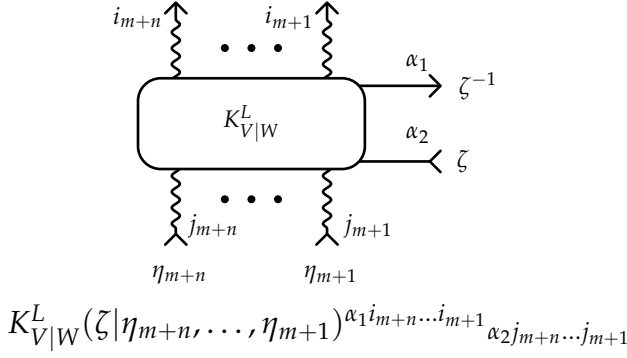 i_{m+n} • • • i_{m+1}
α_1 ζ^{-1}
K^L_{V|W}
α_2 ζ
j_{m+n} • • • j_{m+1}
η_{m+n} η_{m+1}
K^L_{V|W}(ζ|η_{m+n}, . . . , η_{m+1})^{α_1 i_{m+n}...i_{m+1}}_{α_2 j_{m+n}...j_{m+1}}